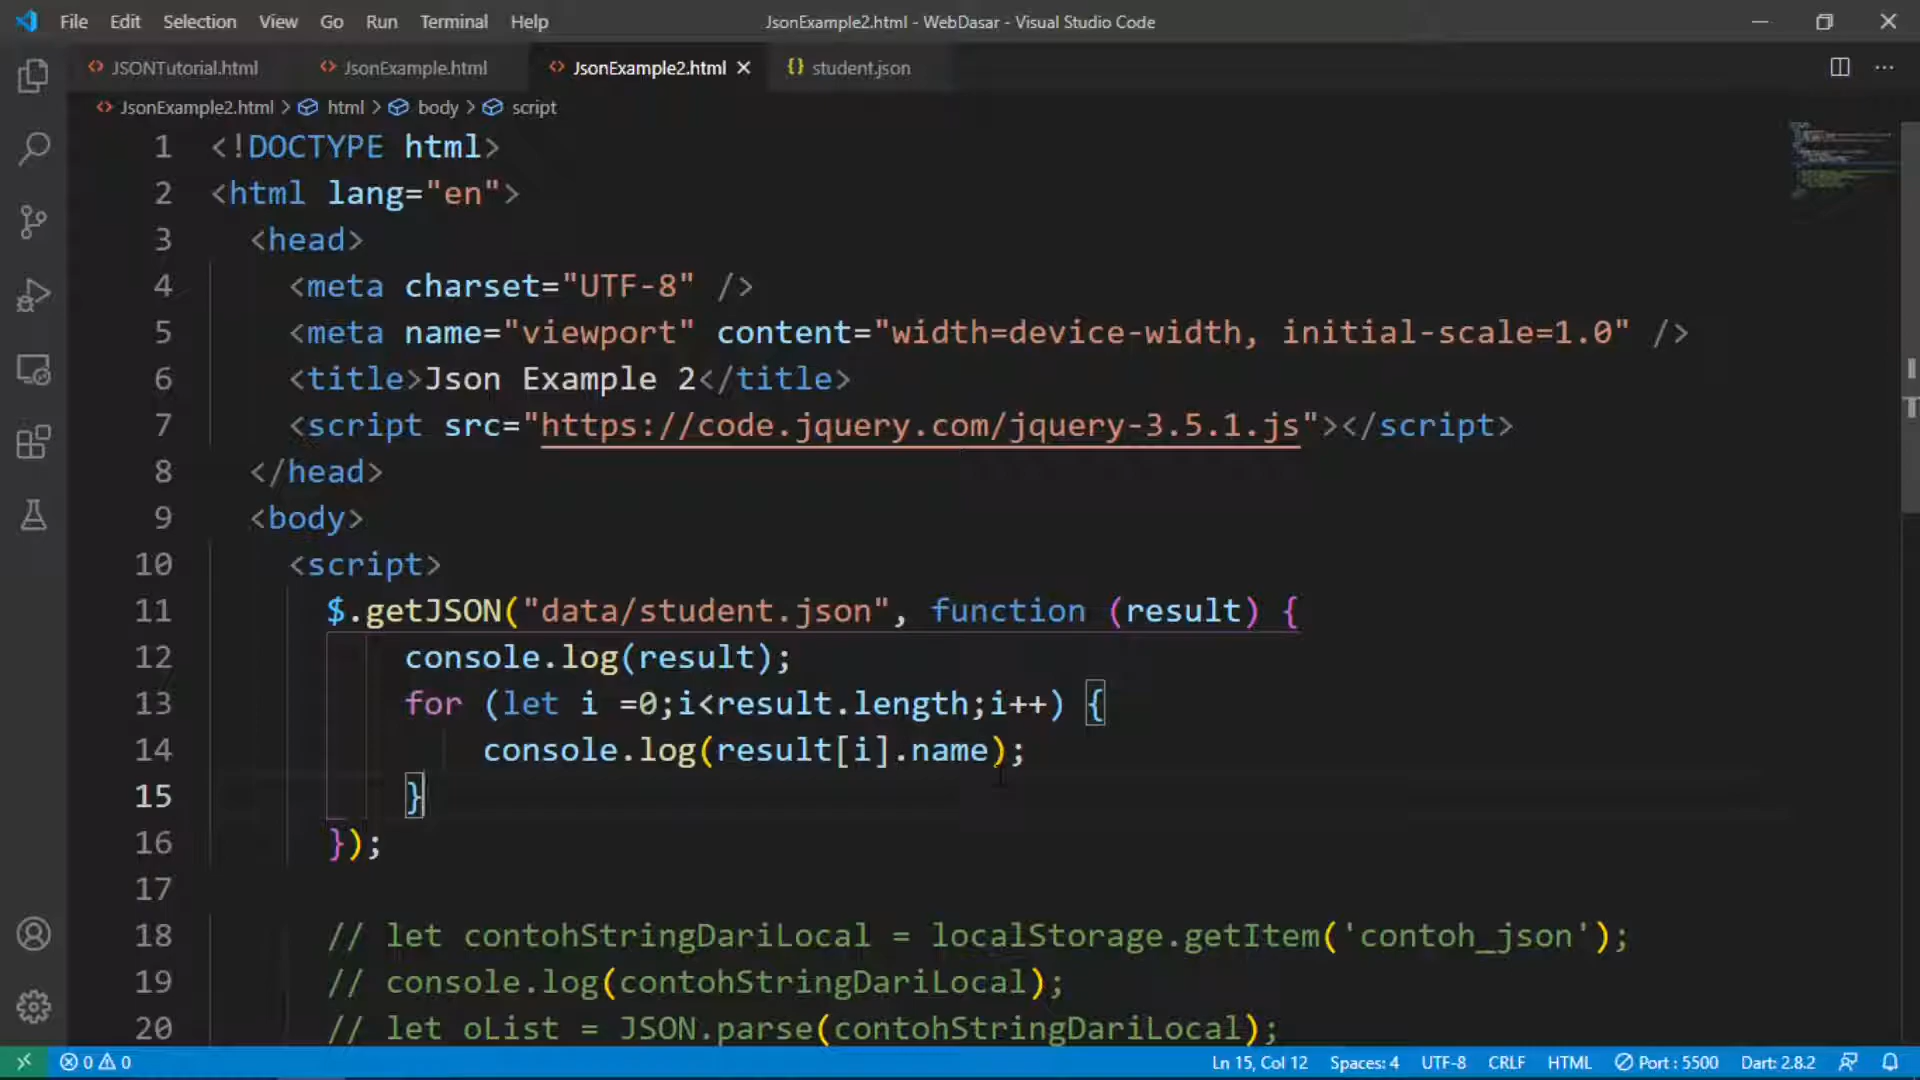 File Edit Selection View Go Run Terminal Help JsonExample2.html - WebDasar - Visual Studio Code
JSONTutorial.html JsonExample.html JsonExample2.html student.json
JsonExample2.html > html > body > script
1 <!DOCTYPE html>
2 <html lang="en">
3 <head>
4 <meta charset="UTF-8" />
5 <meta name="viewport" content="width=device-width, initial-scale=1.0" />
6 <title>Json Example 2</title>
7 <script src="https://code.jquery.com/jquery-3.5.1.js"></script>
8 </head>
9 <body>
10 <script>
11 $.getJSON("data/student.json", function (result) {
12 console.log(result);
13 for (let i =0;i<result.length;i++) {
14 console.log(result[i].name);
15 }
16 });
17
18 // let contohStringDariLocal = localStorage.getItem('contoh_json');
19 // console.log(contohStringDariLocal);
20 // let oList = JSON.parse(contohStringDariLocal);
0 0 Ln 15, Col 12 Spaces: 4 UTF-8 CRLF HTML Port : 5500 Dart: 2.8.2